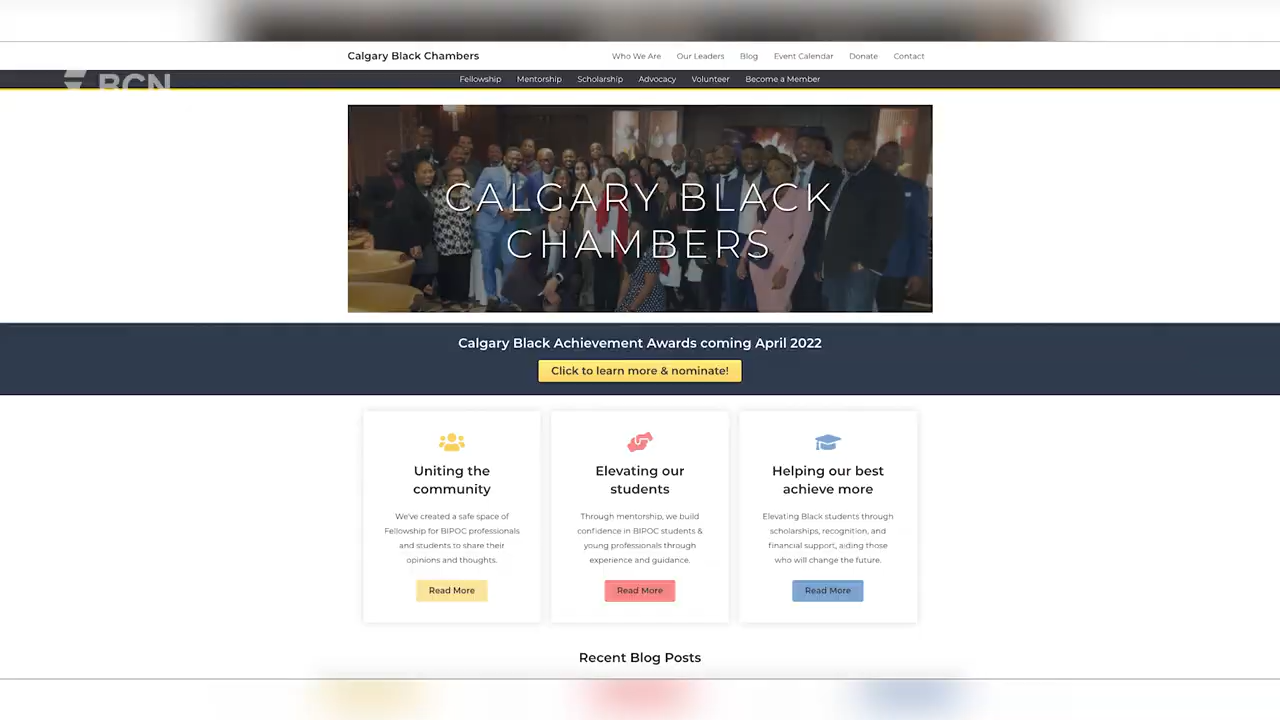 Calgary Black Chambers
Who We Are Our Leaders Blog Event Calendar Donate Contact
BCN
Fellowship Mentorship Scholarship Advocacy Volunteer Become a Member
CALGARY BLACK
CHAMBERS
Calgary Black Achievement Awards coming April 2022
Click to learn more & nominate!
Uniting the
community
We've created a safe space of
Fellowship for BIPOC professionals
and students to share their
opinions and thoughts.
Read More
Elevating our
students
Through mentorship, we build
confidence in BIPOC students &
young professionals through
experience and guidance.
Read More
Helping our best
achieve more
Elevating Black students through
scholarships, recognition, and
financial support, aiding those
who will change the future.
Read More
Recent Blog Posts